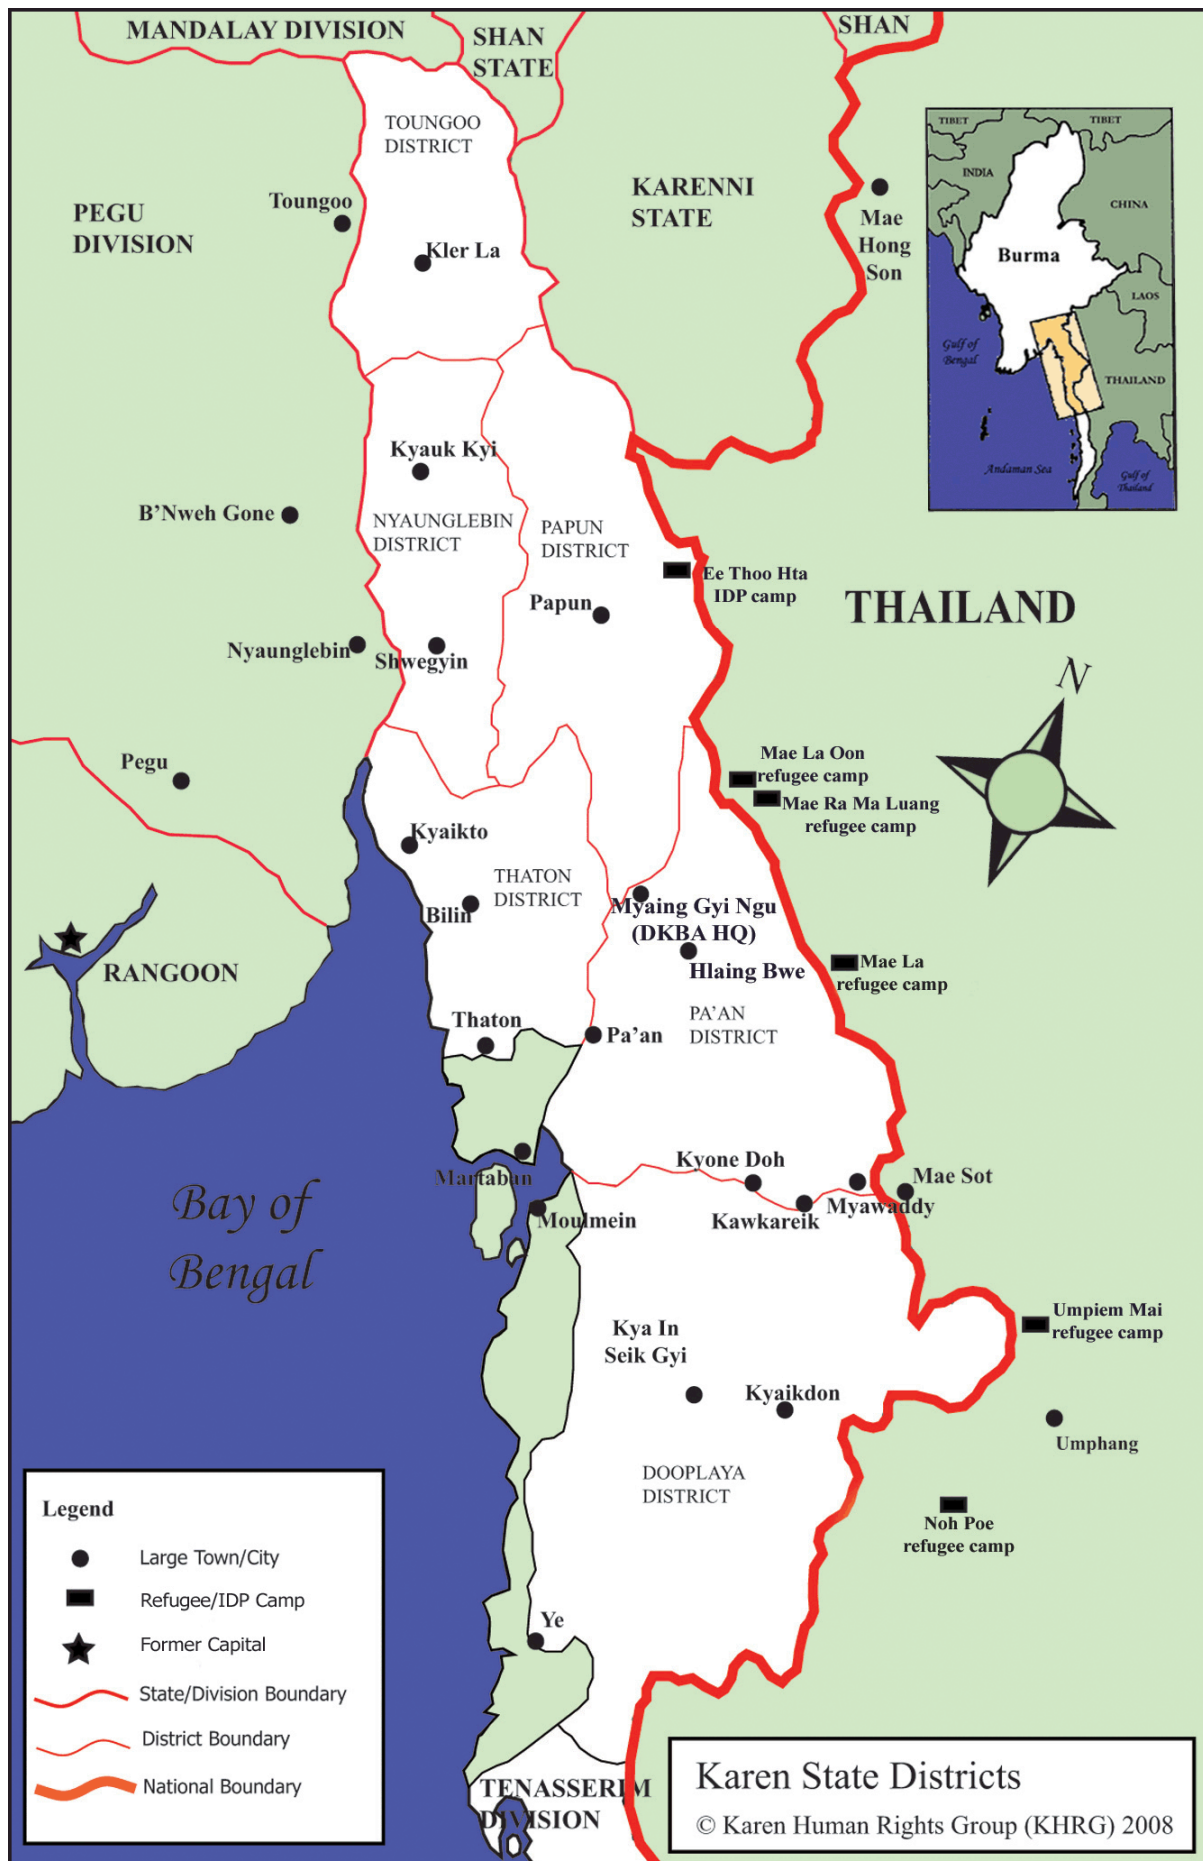 MANDALAY DIVISION
SHAN
STATE
SHAN
TOUNGOO
DISTRICT
KARENNI
STATE
PEGU
DIVISION
Toungoo
Kler La
Mae
Hong
Son
TIBET
TIBET
INDIA
CHINA
Burma
LAOS
Gulf of
Bengal
THAILAND
Andaman Sea
Gulf of
Thailand
Kyauk Kyi
B'Nweh Gone
NYAUNGLEBIN
DISTRICT
PAPUN
DISTRICT
Ee Thoo Hta
IDP camp
THAILAND
Papun
Nyaunglebin
Shwegyin
N
Pegu
Mae La Oon
refugee camp
Mae Ra Ma Luang
refugee camp
Kyaikto
THATON
DISTRICT
Bilin
Myaing Gyi Ngu
(DKBA HQ)
Hlaing Bwe
RANGOON
Mae La
refugee camp
Thaton
Pa'an
PA'AN
DISTRICT
Martaban
Kyone Doh
Mae Sot
Myawaddy
Kawkareik
Moulmein
Bay of
Bengal
Umpiem Mai
refugee camp
Kya In
Seik Gyi
Kyaikdon
Umphang
DOOPLAYA
DISTRICT
Noh Poe
refugee camp
Ye
Legend
Large Town/City
Refugee/IDP Camp
Former Capital
State/Division Boundary
District Boundary
National Boundary
TENASSERIM
DIVISION
Karen State Districts
© Karen Human Rights Group (KHRG) 2008